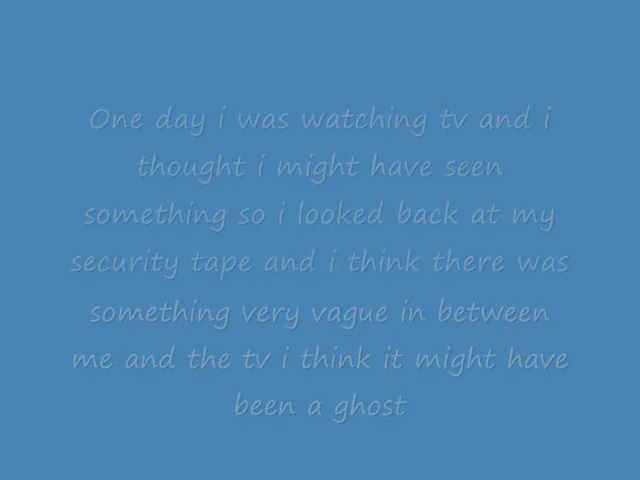 One day i was watching tv and i
thought i might have seen
something so i looked back at my
security tape and i think there was
something very vague in between
me and the tv i think it might have
been a ghost